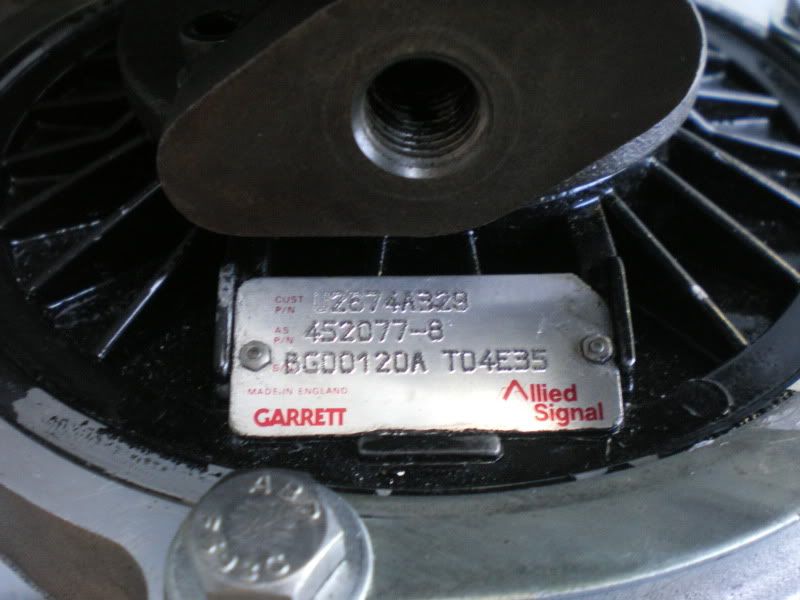 CUST
P/N U2674A329
AS
P/N 452077-8
S/N BG00120A T04E35
MADE IN ENGLAND
GARRETT
Allied
Signal